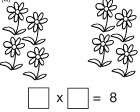 □ x □ = 8